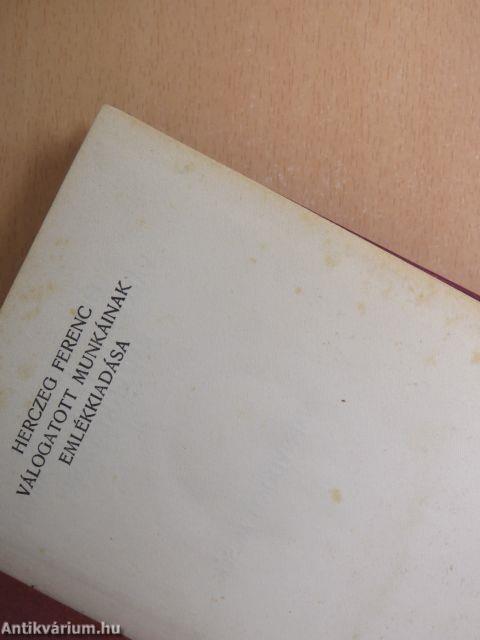 HERCZEG FERENC
VÁLOGATOTT MUNKÁINAK
EMLÉKKIADÁSA
Antikvárium.hu